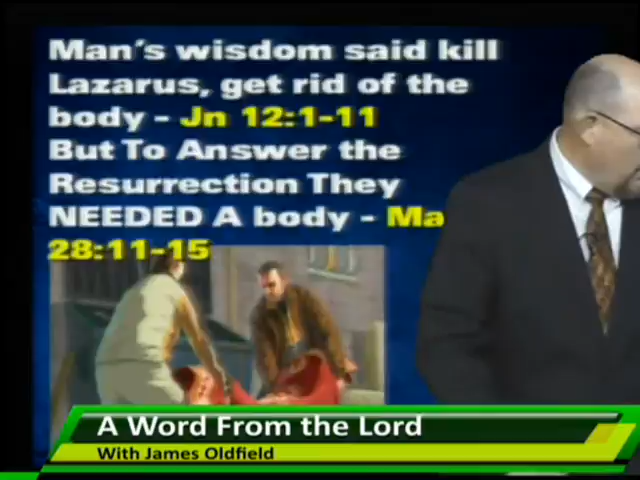 Man's wisdom said kill
Lazarus, get rid of the
body - Jn 12:1-11
But To Answer the
Resurrection They
NEEDED A body - Ma
28:11-15
A Word From the Lord
With James Oldfield